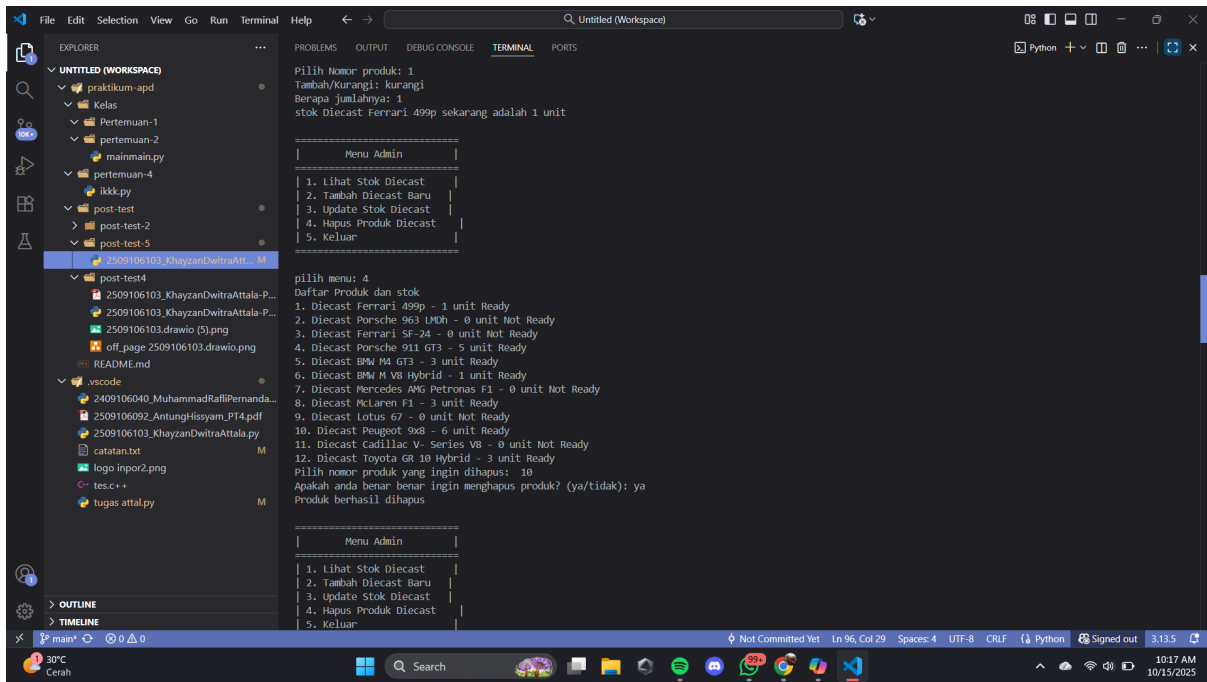 File Edit Selection View Go Run Terminal Help
Untitled (Workspace)
EXPLORER
UNTITLED (WORKSPACE)
praktikum-apd
Kelas
Pertemuan-1
pertemuan-2
mainmain.py
pertemuan-4
ikkk.py
post-test
post-test-2
post-test-5
2509106103_KhayzanDwitraAtt... M
post-test4
2509106103_KhayzanDwitraAttala-P...
2509106103_KhayzanDwitraAttala-P...
2509106103.drawio (5).png
off_page 2509106103.drawio.png
README.md
.vscode
2409106040_MuhammadRafliPernanda...
2509106092_AntungHissyam_PT4.pdf
2509106103_KhayzanDwitraAttala.py
catatan.txt M
logo inpor2.png
tes.c++
tugas attal.py M
OUTLINE
TIMELINE
1
10K+
1
PROBLEMS OUTPUT DEBUG CONSOLE TERMINAL PORTS
Python
Pilih Nomor produk: 1
Tambah/Kurangi: kurangi
Berapa jumlahnya: 1
stok Diecast Ferrari 499p sekarang adalah 1 unit
=============================
| Menu Admin |
=============================
| 1. Lihat Stok Diecast |
| 2. Tambah Diecast Baru |
| 3. Update Stok Diecast |
| 4. Hapus Produk Diecast |
| 5. Keluar |
=============================
pilih menu: 4
Daftar Produk dan stok
1. Diecast Ferrari 499p - 1 unit Ready
2. Diecast Porsche 963 LMDh - 0 unit Not Ready
3. Diecast Ferrari SF-24 - 0 unit Not Ready
4. Diecast Porsche 911 GT3 - 5 unit Ready
5. Diecast BMW M4 GT3 - 3 unit Ready
6. Diecast BMW M V8 Hybrid - 1 unit Ready
7. Diecast Mercedes AMG Petronas F1 - 0 unit Not Ready
8. Diecast McLaren F1 - 3 unit Ready
9. Diecast Lotus 67 - 0 unit Not Ready
10. Diecast Peugeot 9x8 - 6 unit Ready
11. Diecast Cadillac V- Series V8 - 0 unit Not Ready
12. Diecast Toyota GR 10 Hybrid - 3 unit Ready
Pilih nomor produk yang ingin dihapus:  10
Apakah anda benar benar ingin menghapus produk? (ya/tidak): ya
Produk berhasil dihapus
=============================
| Menu Admin |
=============================
| 1. Lihat Stok Diecast |
| 2. Tambah Diecast Baru |
| 3. Update Stok Diecast |
| 4. Hapus Produk Diecast |
| 5. Keluar |
main* 0 0 Not Committed Yet Ln 96, Col 29 Spaces: 4 UTF-8 CRLF Python Signed out 3.13.5
1 30°C
Cerah
Search
99+
10:17 AM
10/15/2025